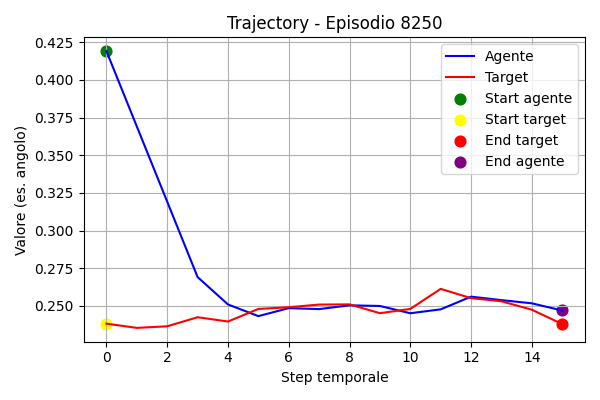 Trajectory - Episodio 8250
Valore (es. angolo)
0.425
0.400
0.375
0.350
0.325
0.300
0.275
0.250
Agente
Target
Start agente
Start target
End target
End agente
0 2 4 6 8 10 12 14
Step temporale